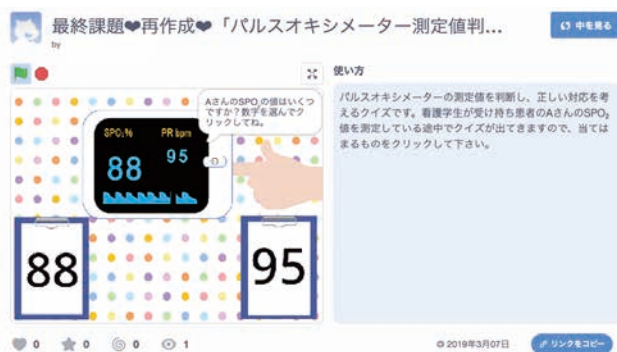 最終課題❤再作成❤「パルスオキシメーター測定値判...
by
中を見る
使い方
AさんのSPO₂の値はいくつ
ですか？数字を選んでク
リックしてね。
SPO₂%
PR bpm
88
95
88
95
パルスオキシメーターの測定値を判断し、正しい対応を考
えるクイズです。看護学生が受け持ち患者のAさんのSPO₂
値を測定している途中でクイズが出てきますので、当ては
まるものをクリックして下さい。
0
0
0
1
© 2019年3月07日
リンクをコピー